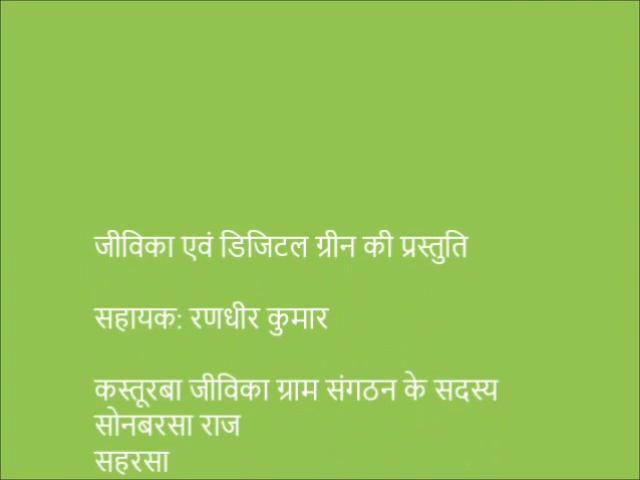 जीविका एवं डिजिटल ग्रीन की प्रस्तुति
सहायक: रणधीर कुमार
कस्तूरबा जीविका ग्राम संगठन के सदस्य
सोनबरसा राज
सहरसा